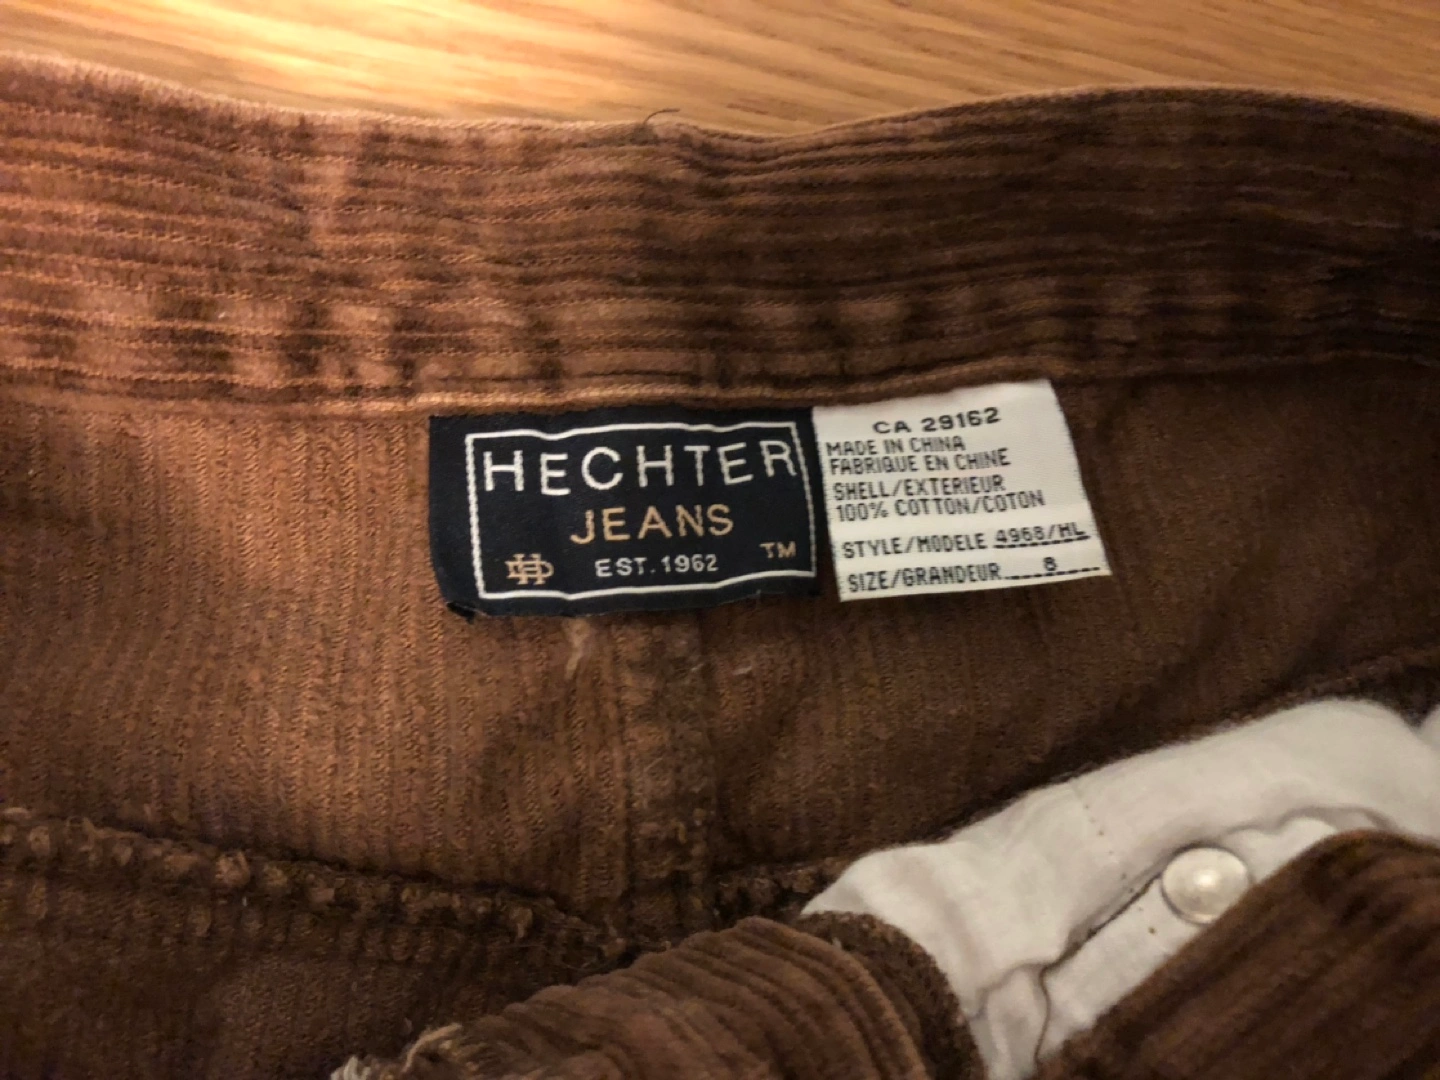 HECHTER
JEANS
EST. 1962
TM
CA 29162
MADE IN CHINA
FABRIQUE EN CHINE
SHELL/EXTERIEUR
100% COTTON/COTON
STYLE/MODELE 4968/HL
SIZE/GRANDEUR 8